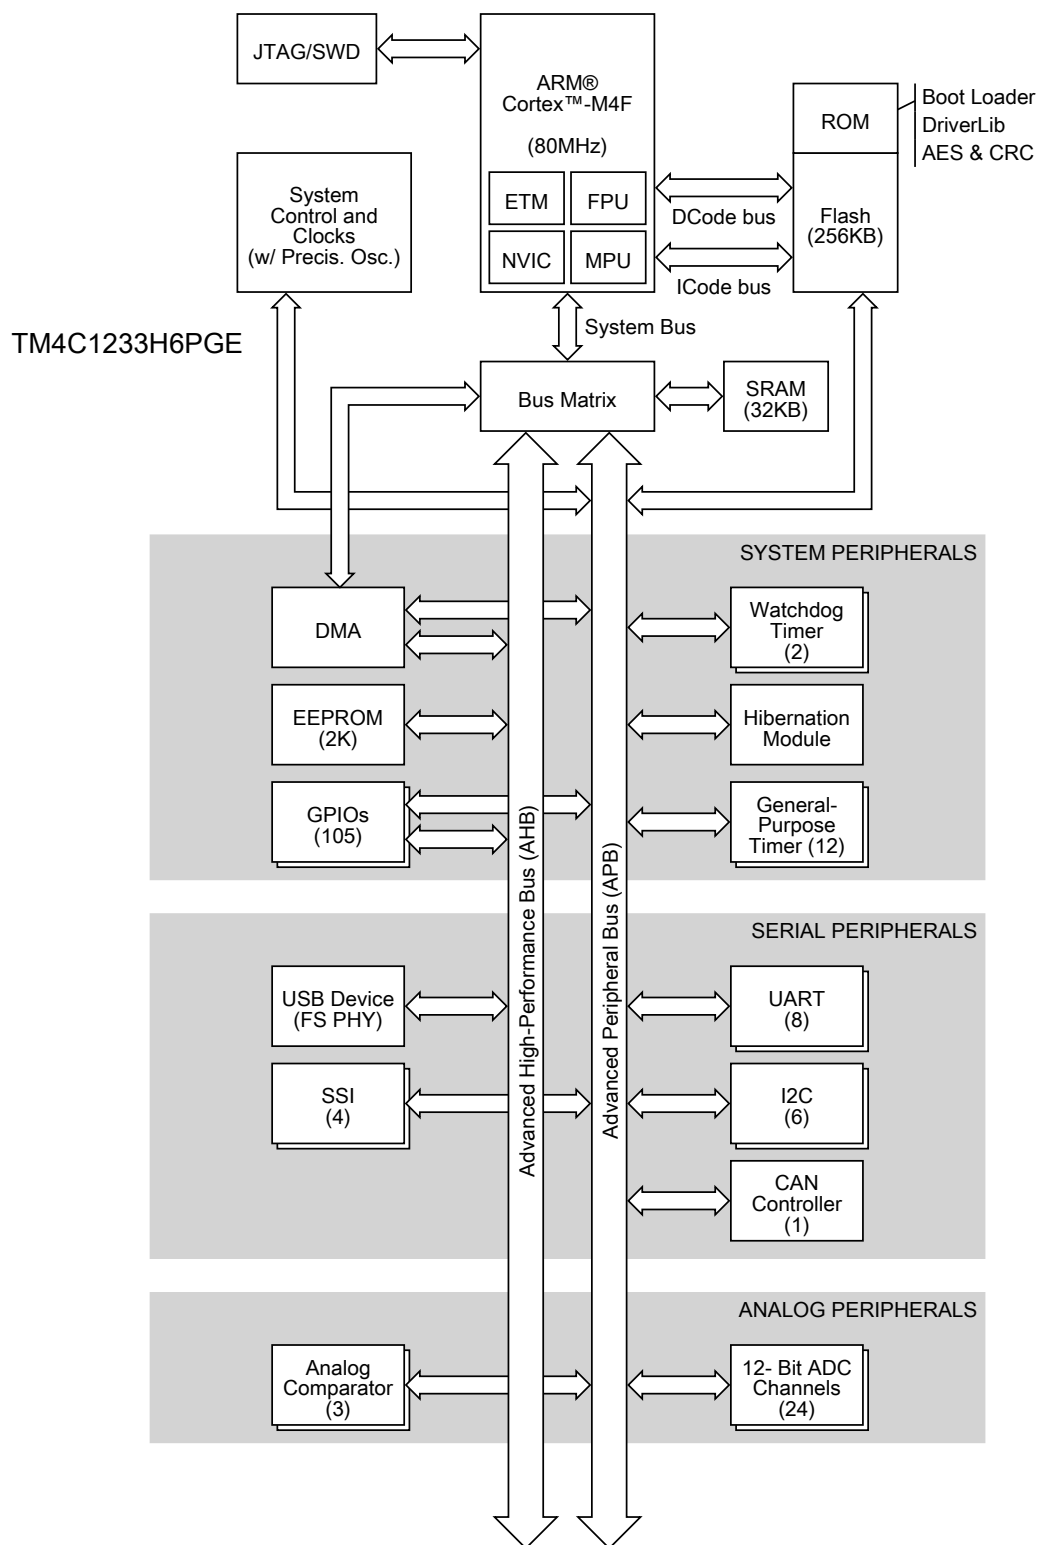 JTAG/SWD
ARM®
Cortex™-M4F
(80MHz)
ETM
FPU
NVIC
MPU
ROM
Boot Loader
DriverLib
AES & CRC
Flash
(256KB)
DCode bus
ICode bus
System
Control and
Clocks
(w/ Precis. Osc.)
TM4C1233H6PGE
System Bus
Bus Matrix
SRAM
(32KB)
SYSTEM PERIPHERALS
DMA
Watchdog
Timer
(2)
EEPROM
(2K)
Hibernation
Module
GPIOs
(105)
General-
Purpose
Timer (12)
Advanced High-Performance Bus (AHB)
Advanced Peripheral Bus (APB)
SERIAL PERIPHERALS
USB Device
(FS PHY)
UART
(8)
SSI
(4)
I2C
(6)
CAN
Controller
(1)
ANALOG PERIPHERALS
Analog
Comparator
(3)
12- Bit ADC
Channels
(24)